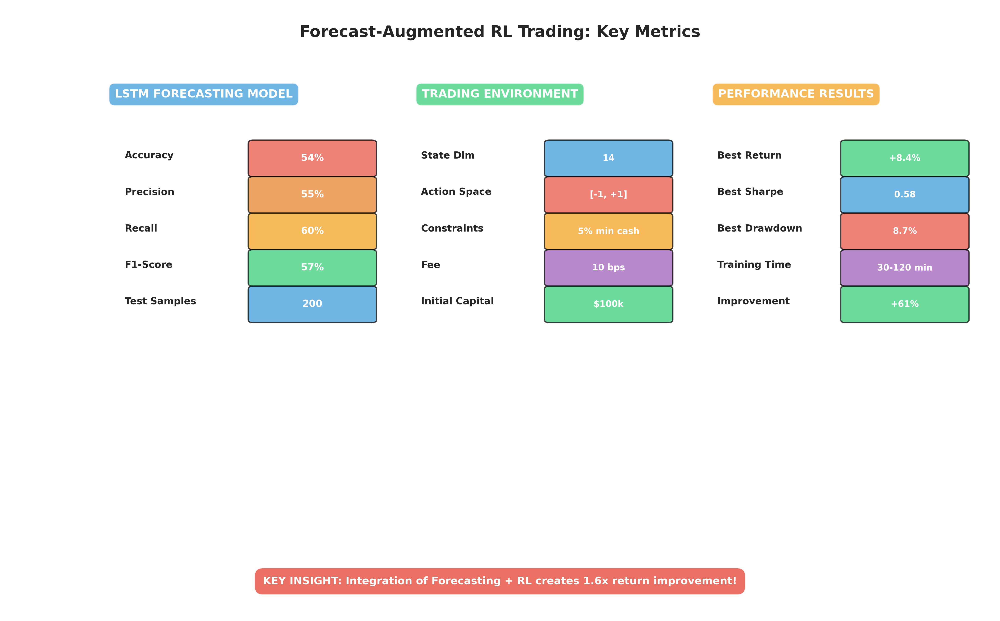 Forecast-Augmented RL Trading: Key Metrics
LSTM FORECASTING MODEL
Accuracy 54%
Precision 55%
Recall 60%
F1-Score 57%
Test Samples 200
TRADING ENVIRONMENT
State Dim 14
Action Space [-1, +1]
Constraints 5% min cash
Fee 10 bps
Initial Capital $100k
PERFORMANCE RESULTS
Best Return +8.4%
Best Sharpe 0.58
Best Drawdown 8.7%
Training Time 30-120 min
Improvement +61%
KEY INSIGHT: Integration of Forecasting + RL creates 1.6x return improvement!